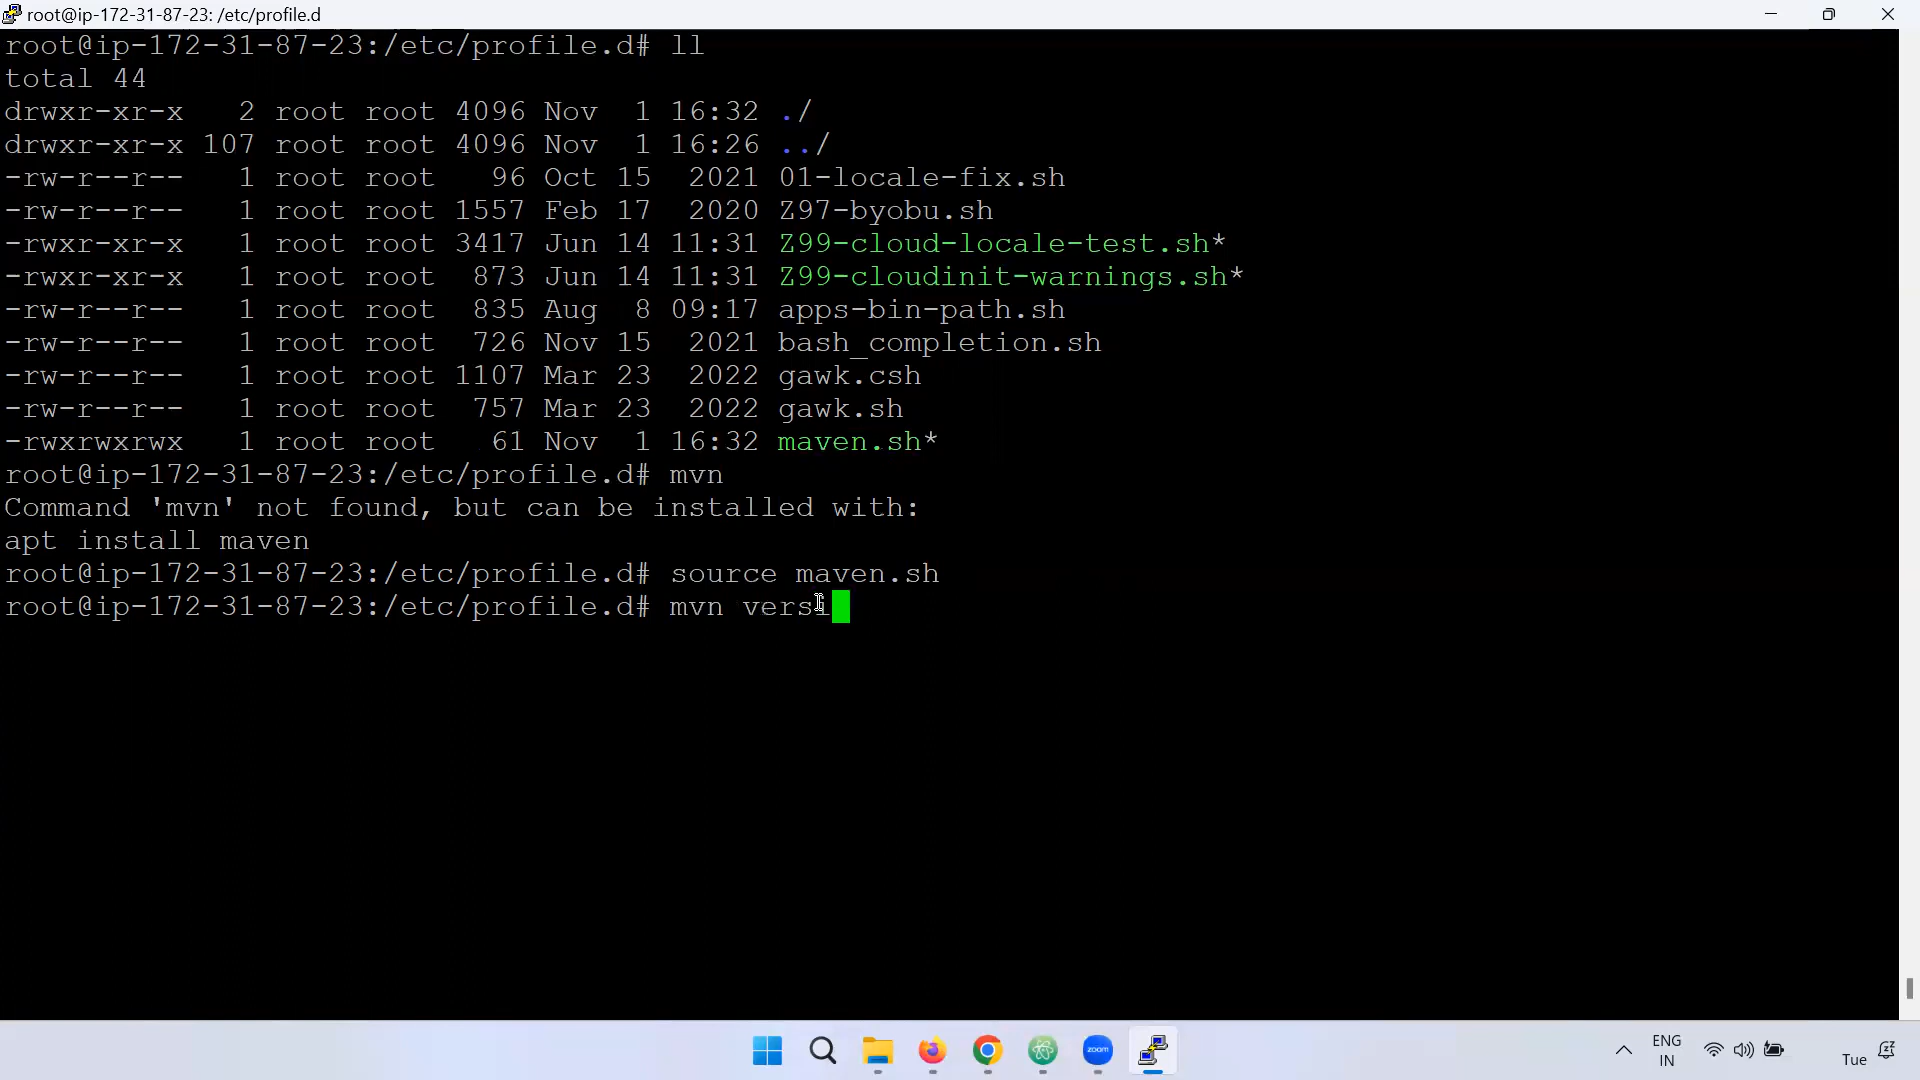 root@ip-172-31-87-23: /etc/profile.d
root@ip-172-31-87-23:/etc/profile.d# ll
total 44
drwxr-xr-x   2 root root 4096 Nov  1 16:32 ./
drwxr-xr-x 107 root root 4096 Nov  1 16:26 ../
-rw-r--r--   1 root root   96 Oct 15  2021 01-locale-fix.sh
-rw-r--r--   1 root root 1557 Feb 17  2020 Z97-byobu.sh
-rwxr-xr-x   1 root root 3417 Jun 14 11:31 Z99-cloud-locale-test.sh*
-rwxr-xr-x   1 root root  873 Jun 14 11:31 Z99-cloudinit-warnings.sh*
-rw-r--r--   1 root root  835 Aug  8 09:17 apps-bin-path.sh
-rw-r--r--   1 root root  726 Nov 15  2021 bash_completion.sh
-rw-r--r--   1 root root 1107 Mar 23  2022 gawk.csh
-rw-r--r--   1 root root  757 Mar 23  2022 gawk.sh
-rwxrwxrwx   1 root root   61 Nov  1 16:32 maven.sh*
root@ip-172-31-87-23:/etc/profile.d# mvn
Command 'mvn' not found, but can be installed with:
apt install maven
root@ip-172-31-87-23:/etc/profile.d# source maven.sh
root@ip-172-31-87-23:/etc/profile.d# mvn versi
zoom
ENG
IN
Tue